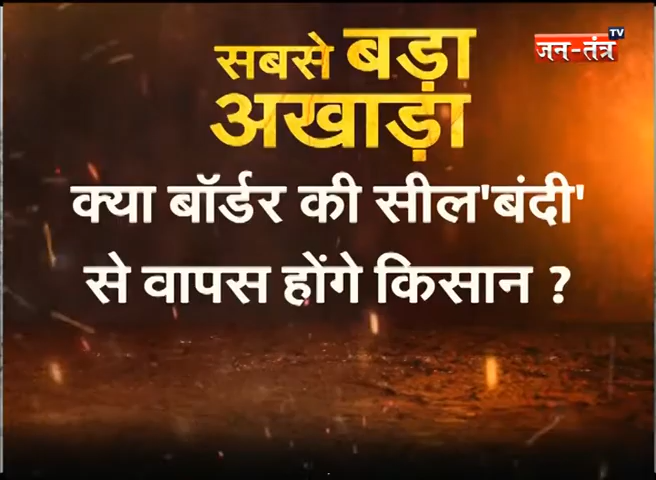 सबसे बड़ा
अखाड़ा
जन-तंत्र TV
क्या बॉर्डर की सील'बंदी'
से वापस होंगे किसान ?